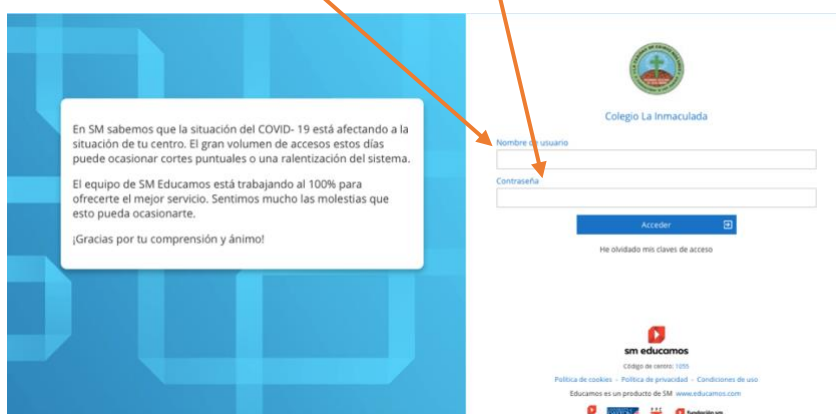 En SM sabemos que la situación del COVID- 19 está afectando a la
situación de tu centro. El gran volumen de accesos estos días
puede ocasionar cortes puntuales o una ralentización del sistema.
El equipo de SM Educamos está trabajando al 100% para
ofrecerte el mejor servicio. Sentimos mucho las molestias que
esto pueda ocasionarte.
¡Gracias por tu comprensión y ánimo!
Colegio La Inmaculada
Nombre de usuario
Contraseña
Acceder
He olvidado mis claves de acceso
sm educamos
Código de centro: 1055
Política de cookies - Política de privacidad - Condiciones de uso
Educamos es un producto de SM www.educamos.com
fundación sm